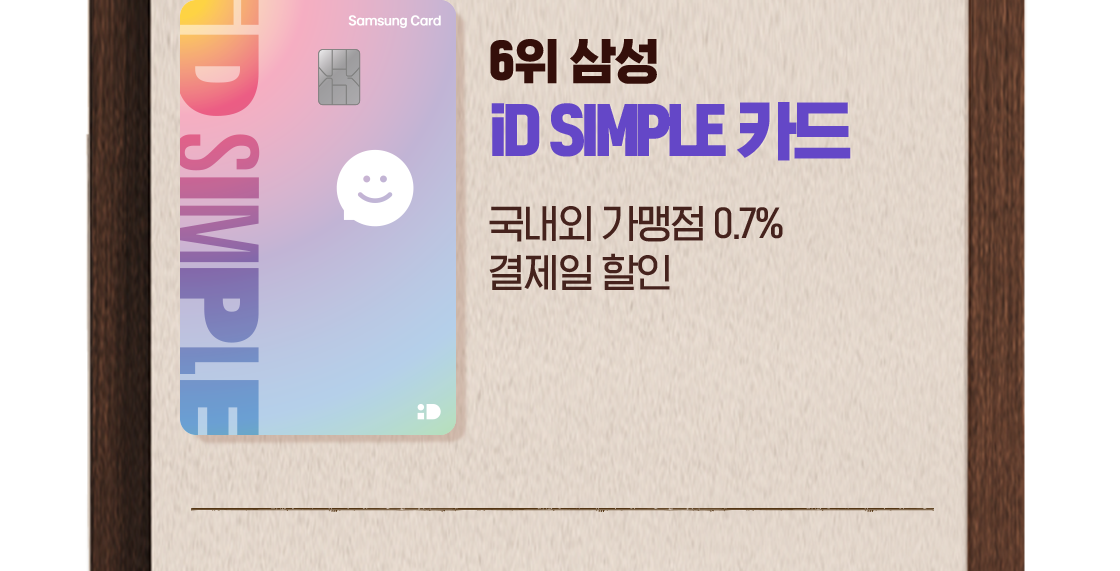 Samsung Card
iD SIMPLE
iD
6위 삼성
iD SIMPLE 카드
국내외 가맹점 0.7%
결제일 할인